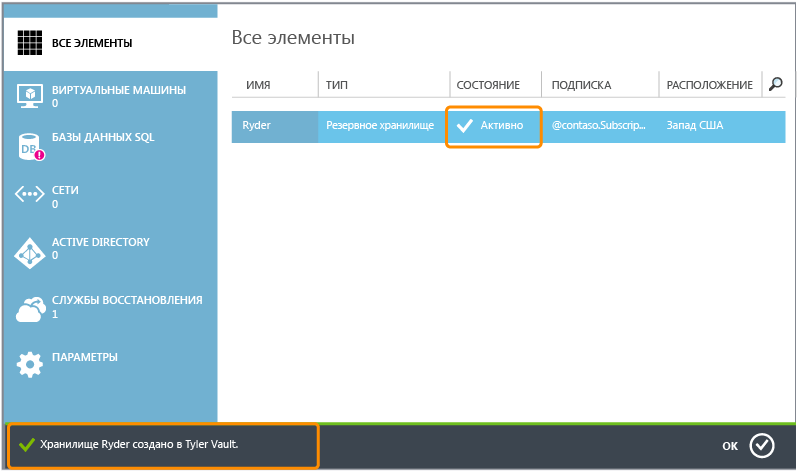 ВСЕ ЭЛЕМЕНТЫ
ВИРТУАЛЬНЫЕ МАШИНЫ
0
БАЗЫ ДАННЫХ SQL
DB
!
СЕТИ
0
ACTIVE DIRECTORY
0
СЛУЖБЫ ВОССТАНОВЛЕНИЯ
1
ПАРАМЕТРЫ
Все элементы
ИМЯ ТИП СОСТОЯНИЕ ПОДПИСКА РАСПОЛОЖЕНИЕ
Ryder Резервное хранилище Активно @contaso.Subscrip... Запад США
Хранилище Ryder создано в Tyler Vault.
ОК